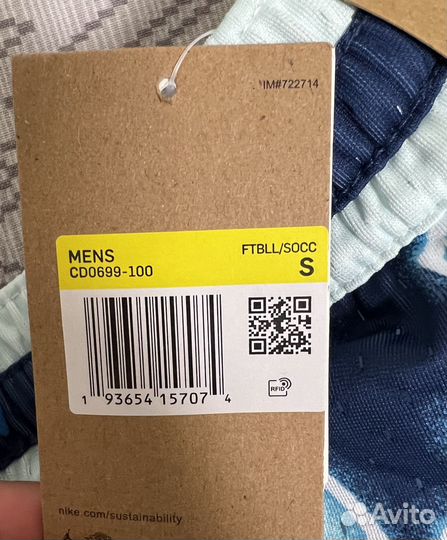 IM#722714
MENS
FTBLL/SOCC
CD0699-100
S
1 93654 15707 4
RFID
nike.com/sustainability
Avito